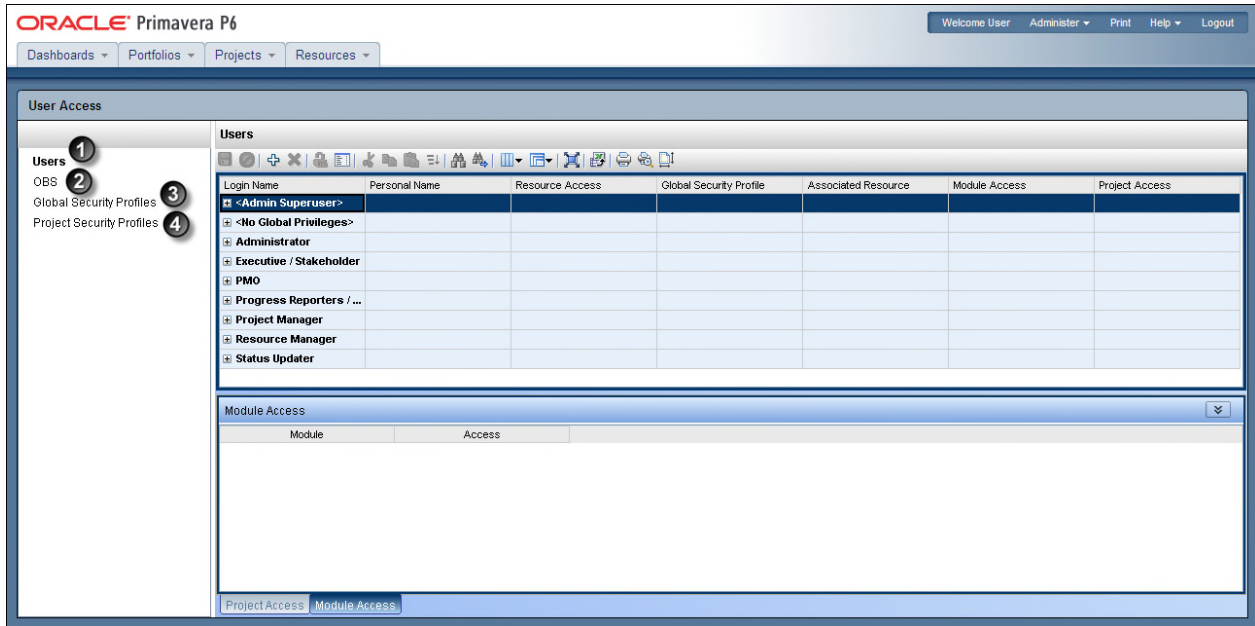 ORACLE Primavera P6
Welcome User Administer Print Help Logout
Dashboards Portfolios Projects Resources
User Access
Users
Users 1
OBS 2
Global Security Profiles 3
Project Security Profiles 4
Login Name Personal Name Resource Access Global Security Profile Associated Resource Module Access Project Access
<Admin Superuser>
<No Global Privileges>
Administrator
Executive / Stakeholder
PMO
Progress Reporters / ...
Project Manager
Resource Manager
Status Updater
Module Access
Module Access
Project Access Module Access